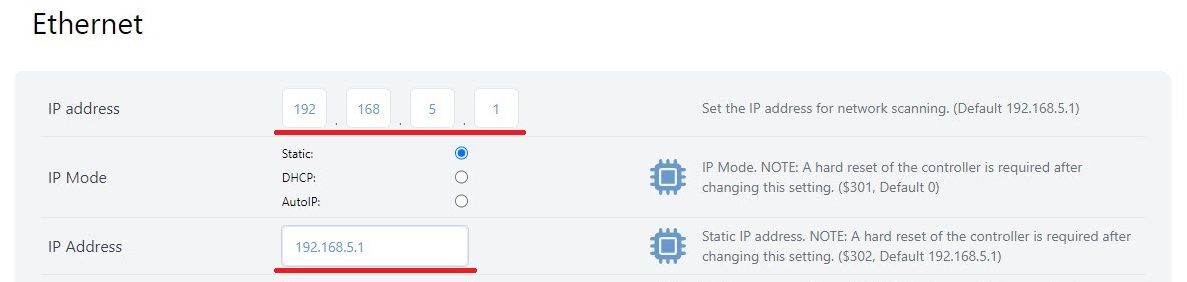 Ethernet
IP address
192 . 168 . 5 . 1
Set the IP address for network scanning. (Default 192.168.5.1)
IP Mode
Static:
DHCP:
AutoIP:
IP Mode. NOTE: A hard reset of the controller is required after
changing this setting. ($301, Default 0)
IP Address
192.168.5.1
Static IP address. NOTE: A hard reset of the controller is required after
changing this setting. ($302, Default 192.168.5.1)